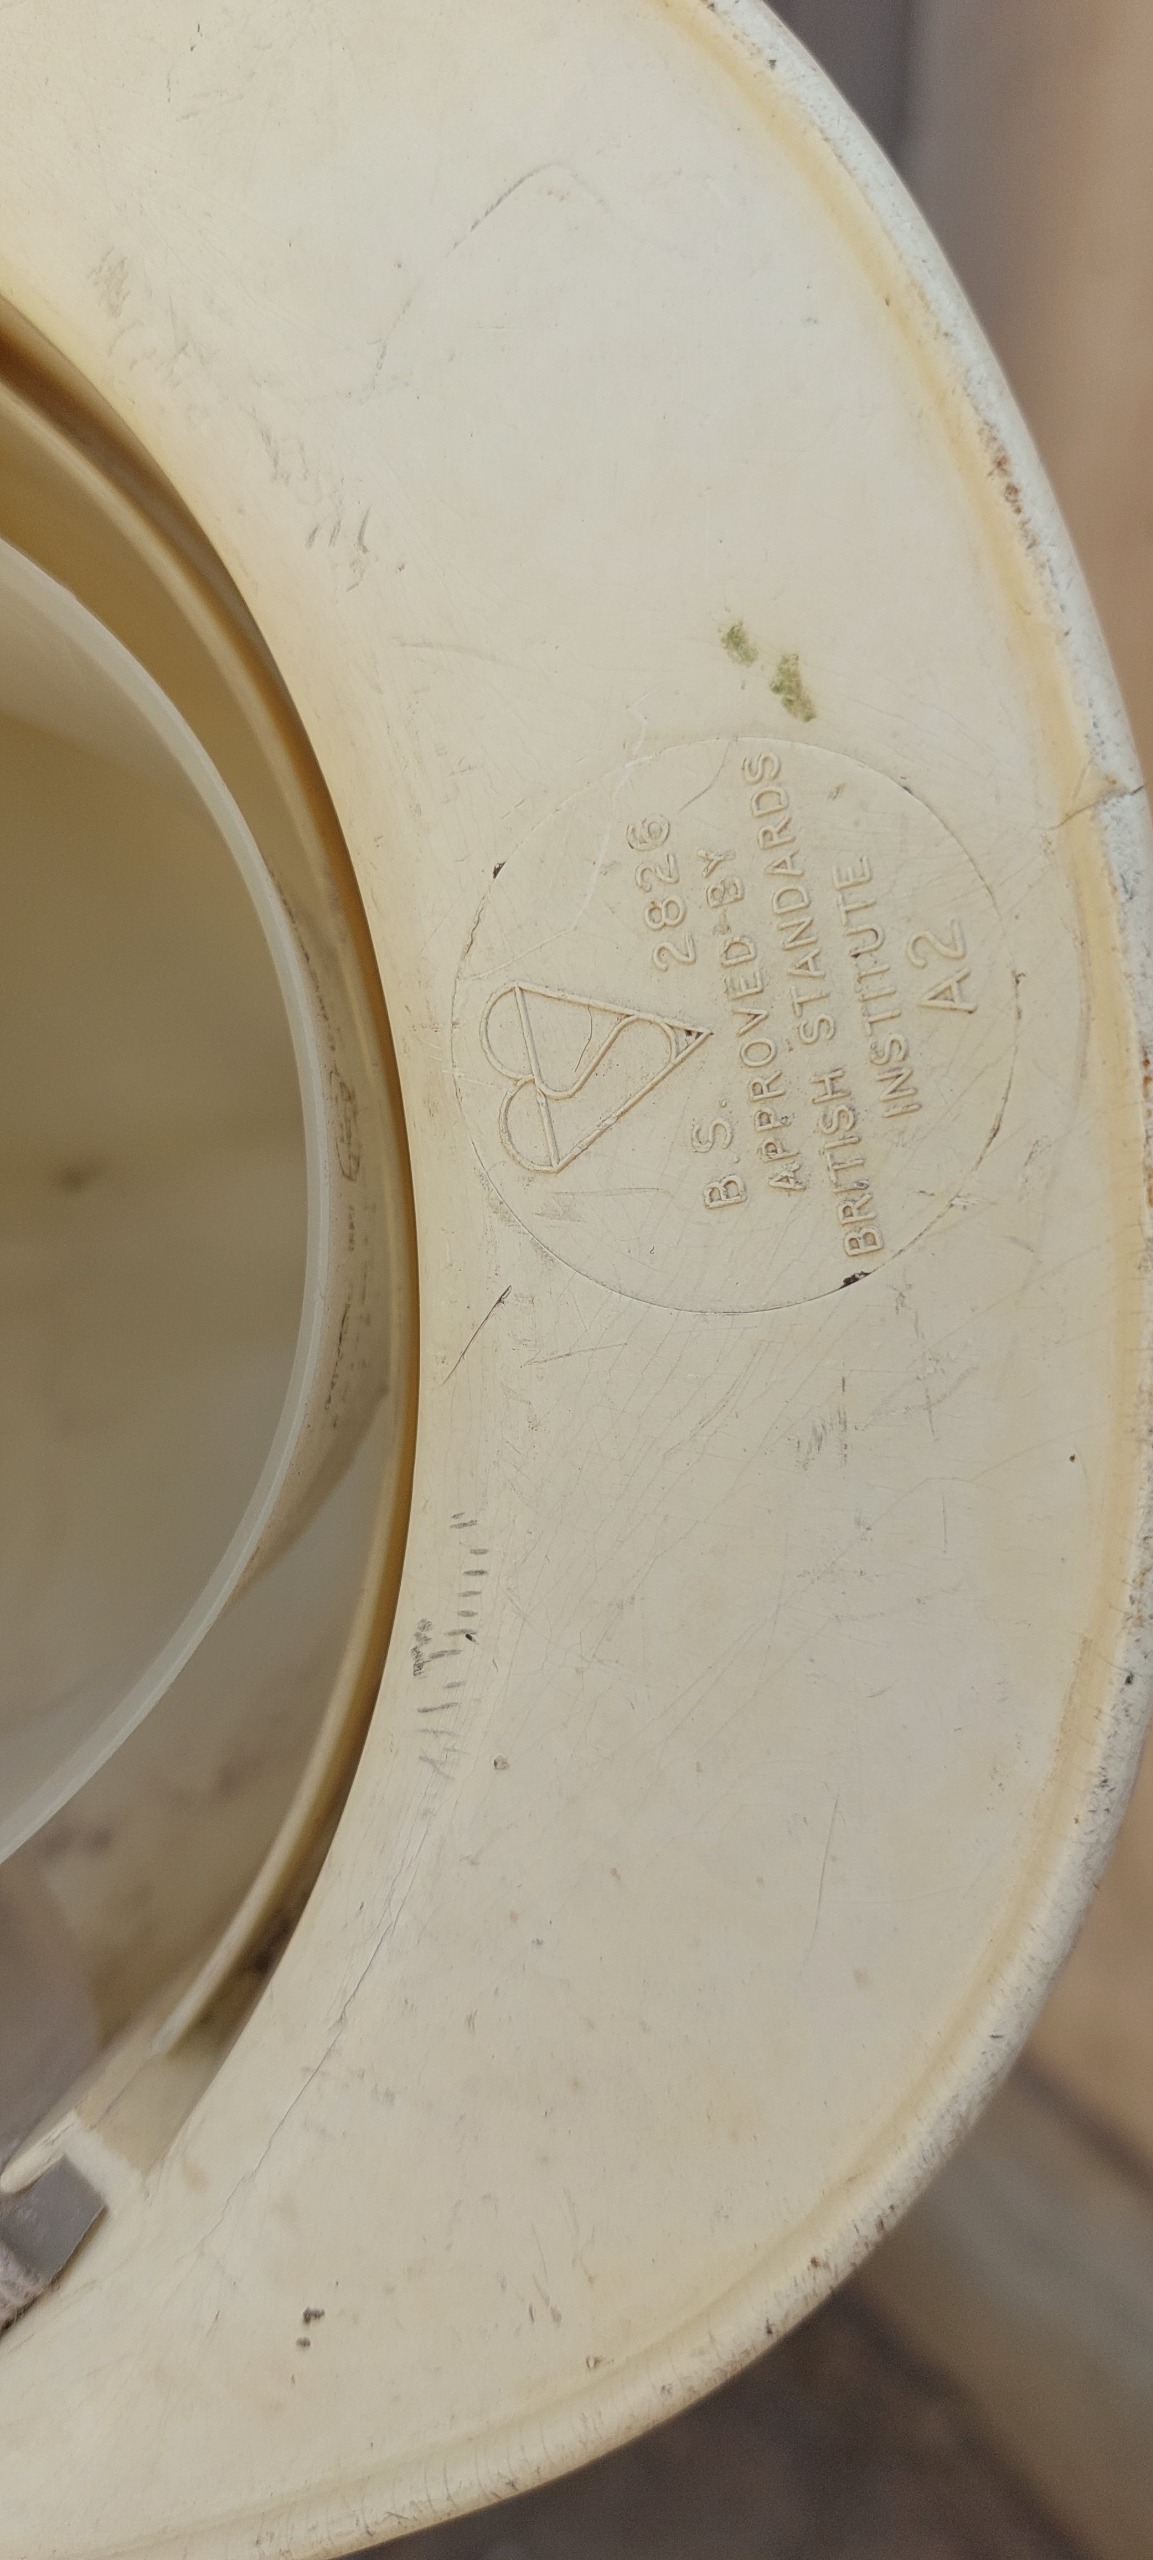 B.S. 2826
APPROVED BY
BRITISH STANDARDS
INSTITUTE
A2